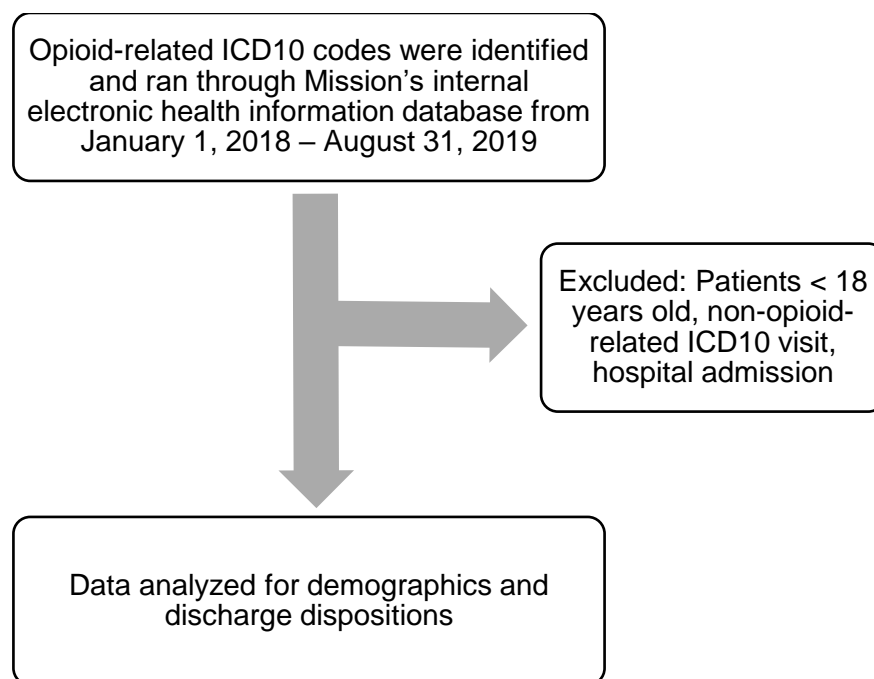 Opioid-related ICD10 codes were identified
and ran through Mission’s internal
electronic health information database from
January 1, 2018 – August 31, 2019
Excluded: Patients < 18
years old, non-opioid-
related ICD10 visit,
hospital admission
Data analyzed for demographics and
discharge dispositions